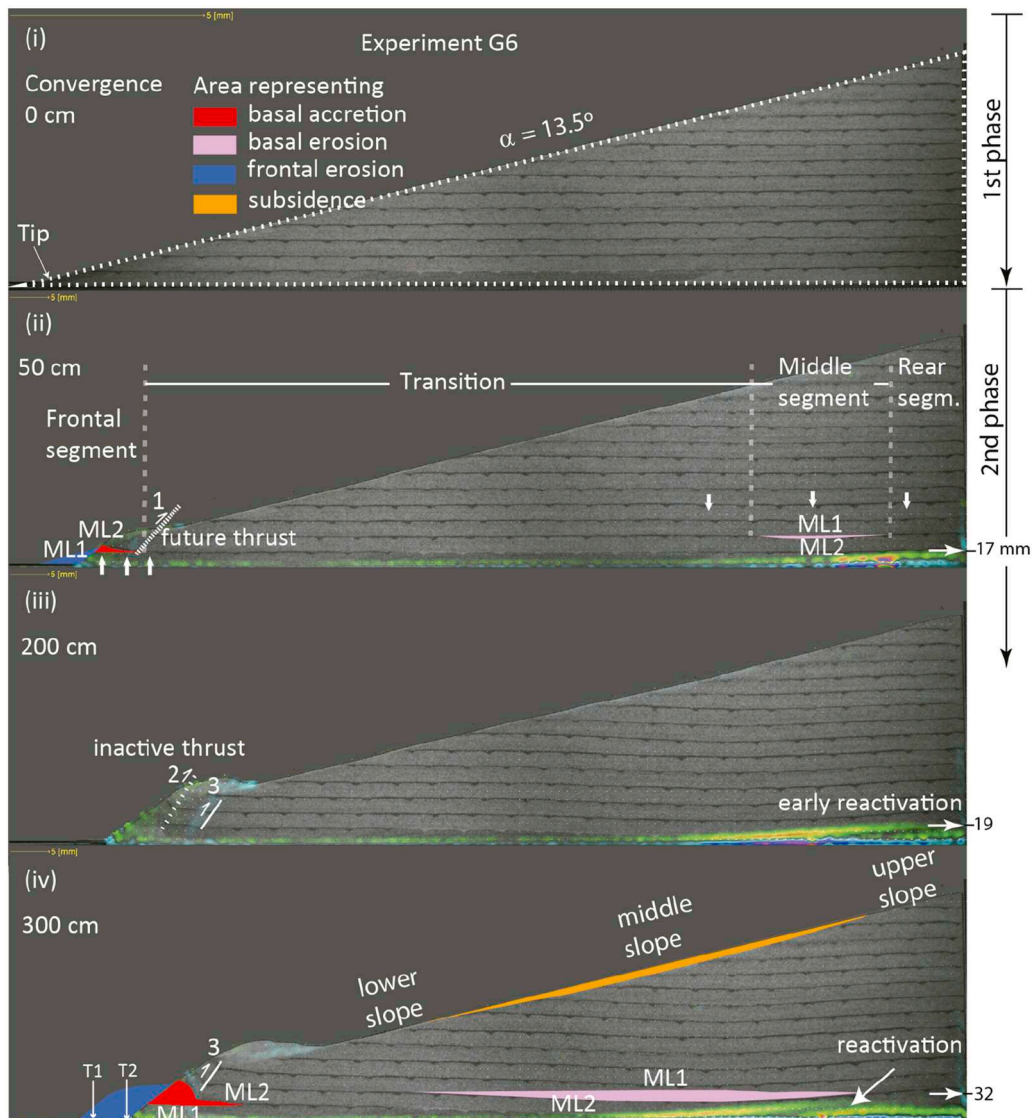 5 [mm]
(i)
Experiment G6
Convergence
0 cm
Area representing
basal accretion
basal erosion
frontal erosion
subsidence
α = 13.5º
Tip
1st phase
5 [mm]
(ii)
50 cm
Transition
Middle
segment
Rear
segm.
Frontal
segment
1
ML2
ML1
future thrust
ML1
ML2
17 mm
2nd phase
5 [mm]
(iii)
200 cm
inactive thrust
2
3
early reactivation
19
5 [mm]
(iv)
300 cm
upper
slope
middle
slope
lower
slope
3
reactivation
T1
T2
ML2
ML1
ML1
ML2
32